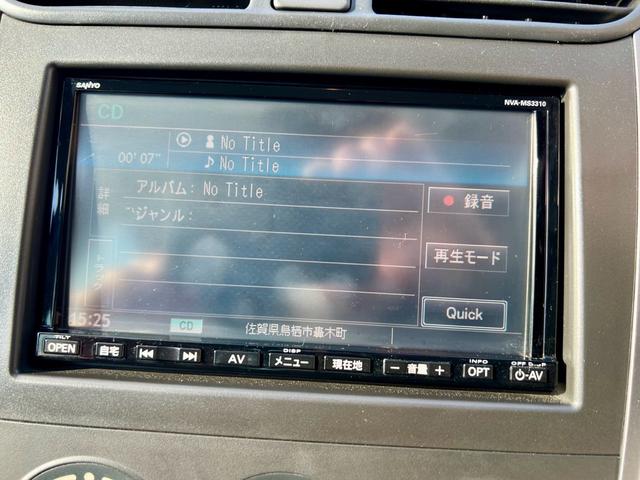 SANYO
NVA-MS3310
CD
No Title
00'07" No Title
アルバム：No Title
詳細
録音
ジャンル：
再生モード
トラック
Quick
15:25
CD 佐賀県鳥栖市轟木町
TILT DISP INFO OFF
OPEN 自宅 AV メニュー 現在地 － 音量 ＋ OPT AV